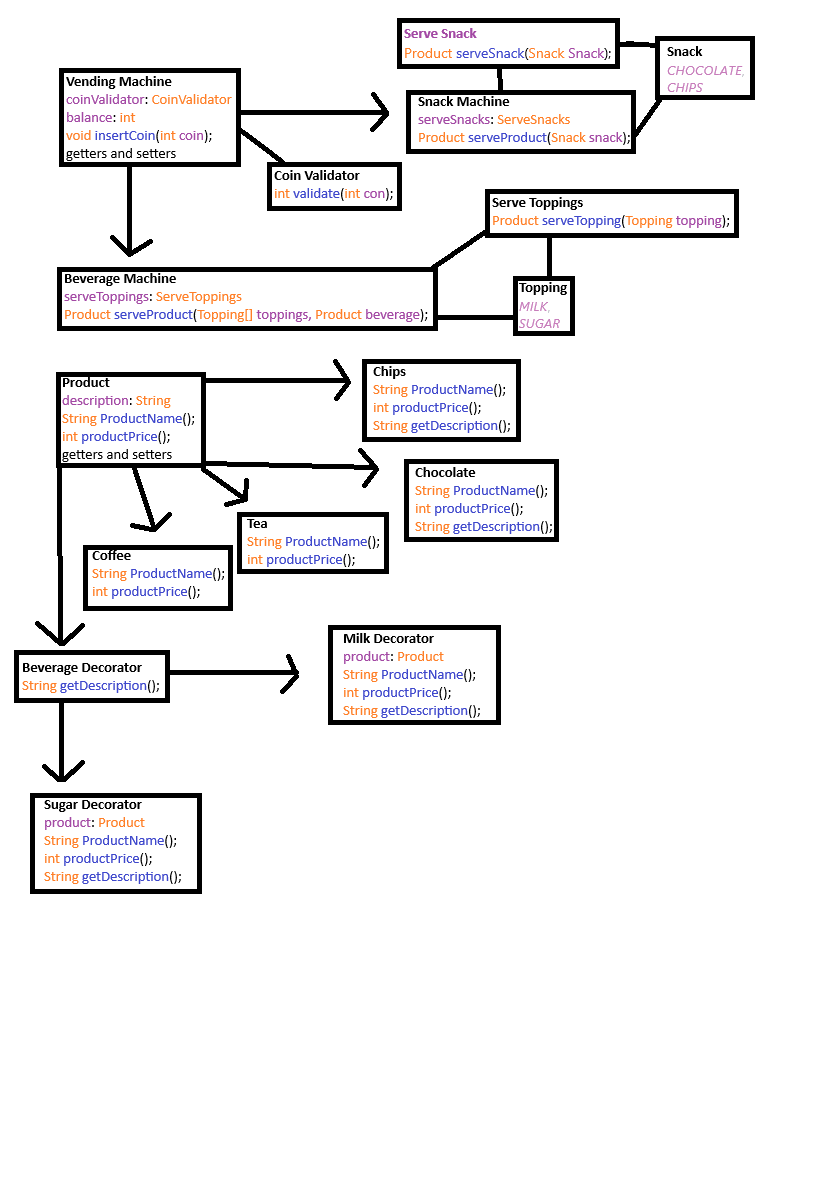 Serve Snack
Product serveSnack(Snack Snack);
Snack
CHOCOLATE,
CHIPS
Vending Machine
coinValidator: CoinValidator
balance: int
void insertCoin(int coin);
getters and setters
Snack Machine
serveSnacks: ServeSnacks
Product serveProduct(Snack snack);
Coin Validator
int validate(int con);
Serve Toppings
Product serveTopping(Topping topping);
Beverage Machine
serveToppings: ServeToppings
Product serveProduct(Topping[] toppings, Product beverage);
Topping
MILK,
SUGAR
Product
description: String
String ProductName();
int productPrice();
getters and setters
Chips
String ProductName();
int productPrice();
String getDescription();
Chocolate
String ProductName();
int productPrice();
String getDescription();
Tea
String ProductName();
int productPrice();
Coffee
String ProductName();
int productPrice();
Beverage Decorator
String getDescription();
Milk Decorator
product: Product
String ProductName();
int productPrice();
String getDescription();
Sugar Decorator
product: Product
String ProductName();
int productPrice();
String getDescription();